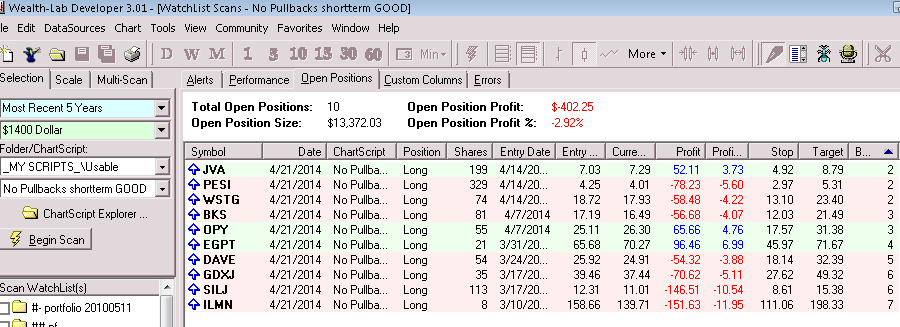 Wealth-Lab Developer 3.01 - [WatchList Scans - No Pullbacks shortterm GOOD]
le Edit DataSources Chart Tools View Community Favorites Window Help
D W M 1 3 10 15 30 60 Min More
Selection Scale Multi-Scan Alerts Performance Open Positions Custom Columns Errors
Most Recent 5 Years
$1400 Dollar
Folder/ChartScript:
_MY SCRIPTS_\Usable
No Pullbacks shortterm GOOD
ChartScript Explorer ...
Begin Scan
Scan WatchList(s)
#- portfolio 20100511
## pf
Total Open Positions: 10 Open Position Profit: $-402.25
Open Position Size: $13,372.03 Open Position Profit %: -2.92%
Symbol Date ChartScript Position Shares Entry Date Entry ... Curre... Profit Profi... Stop Target B...
JVA 4/21/2014 No Pullba... Long 199 4/14/20... 7.03 7.29 52.11 3.73 4.92 8.79 2
PESI 4/21/2014 No Pullba... Long 329 4/14/20... 4.25 4.01 -78.23 -5.60 2.97 5.31 2
WSTG 4/21/2014 No Pullba... Long 74 4/14/20... 18.72 17.93 -58.48 -4.22 13.10 23.40 2
BKS 4/21/2014 No Pullba... Long 81 4/7/2014 17.19 16.49 -56.68 -4.07 12.03 21.49 3
OPY 4/21/2014 No Pullba... Long 55 4/7/2014 25.11 26.30 65.66 4.76 17.57 31.38 3
EGPT 4/21/2014 No Pullba... Long 21 3/31/20... 65.68 70.27 96.46 6.99 45.97 71.67 4
DAVE 4/21/2014 No Pullba... Long 54 3/24/20... 25.92 24.91 -54.32 -3.88 18.14 32.39 5
GDXJ 4/21/2014 No Pullba... Long 35 3/17/20... 39.46 37.44 -70.62 -5.11 27.62 49.32 6
SILJ 4/21/2014 No Pullba... Long 113 3/17/20... 12.31 11.01 -146.51 -10.54 8.61 15.38 6
ILMN 4/21/2014 No Pullba... Long 8 3/10/20... 158.66 139.71 -151.63 -11.95 111.06 198.33 7